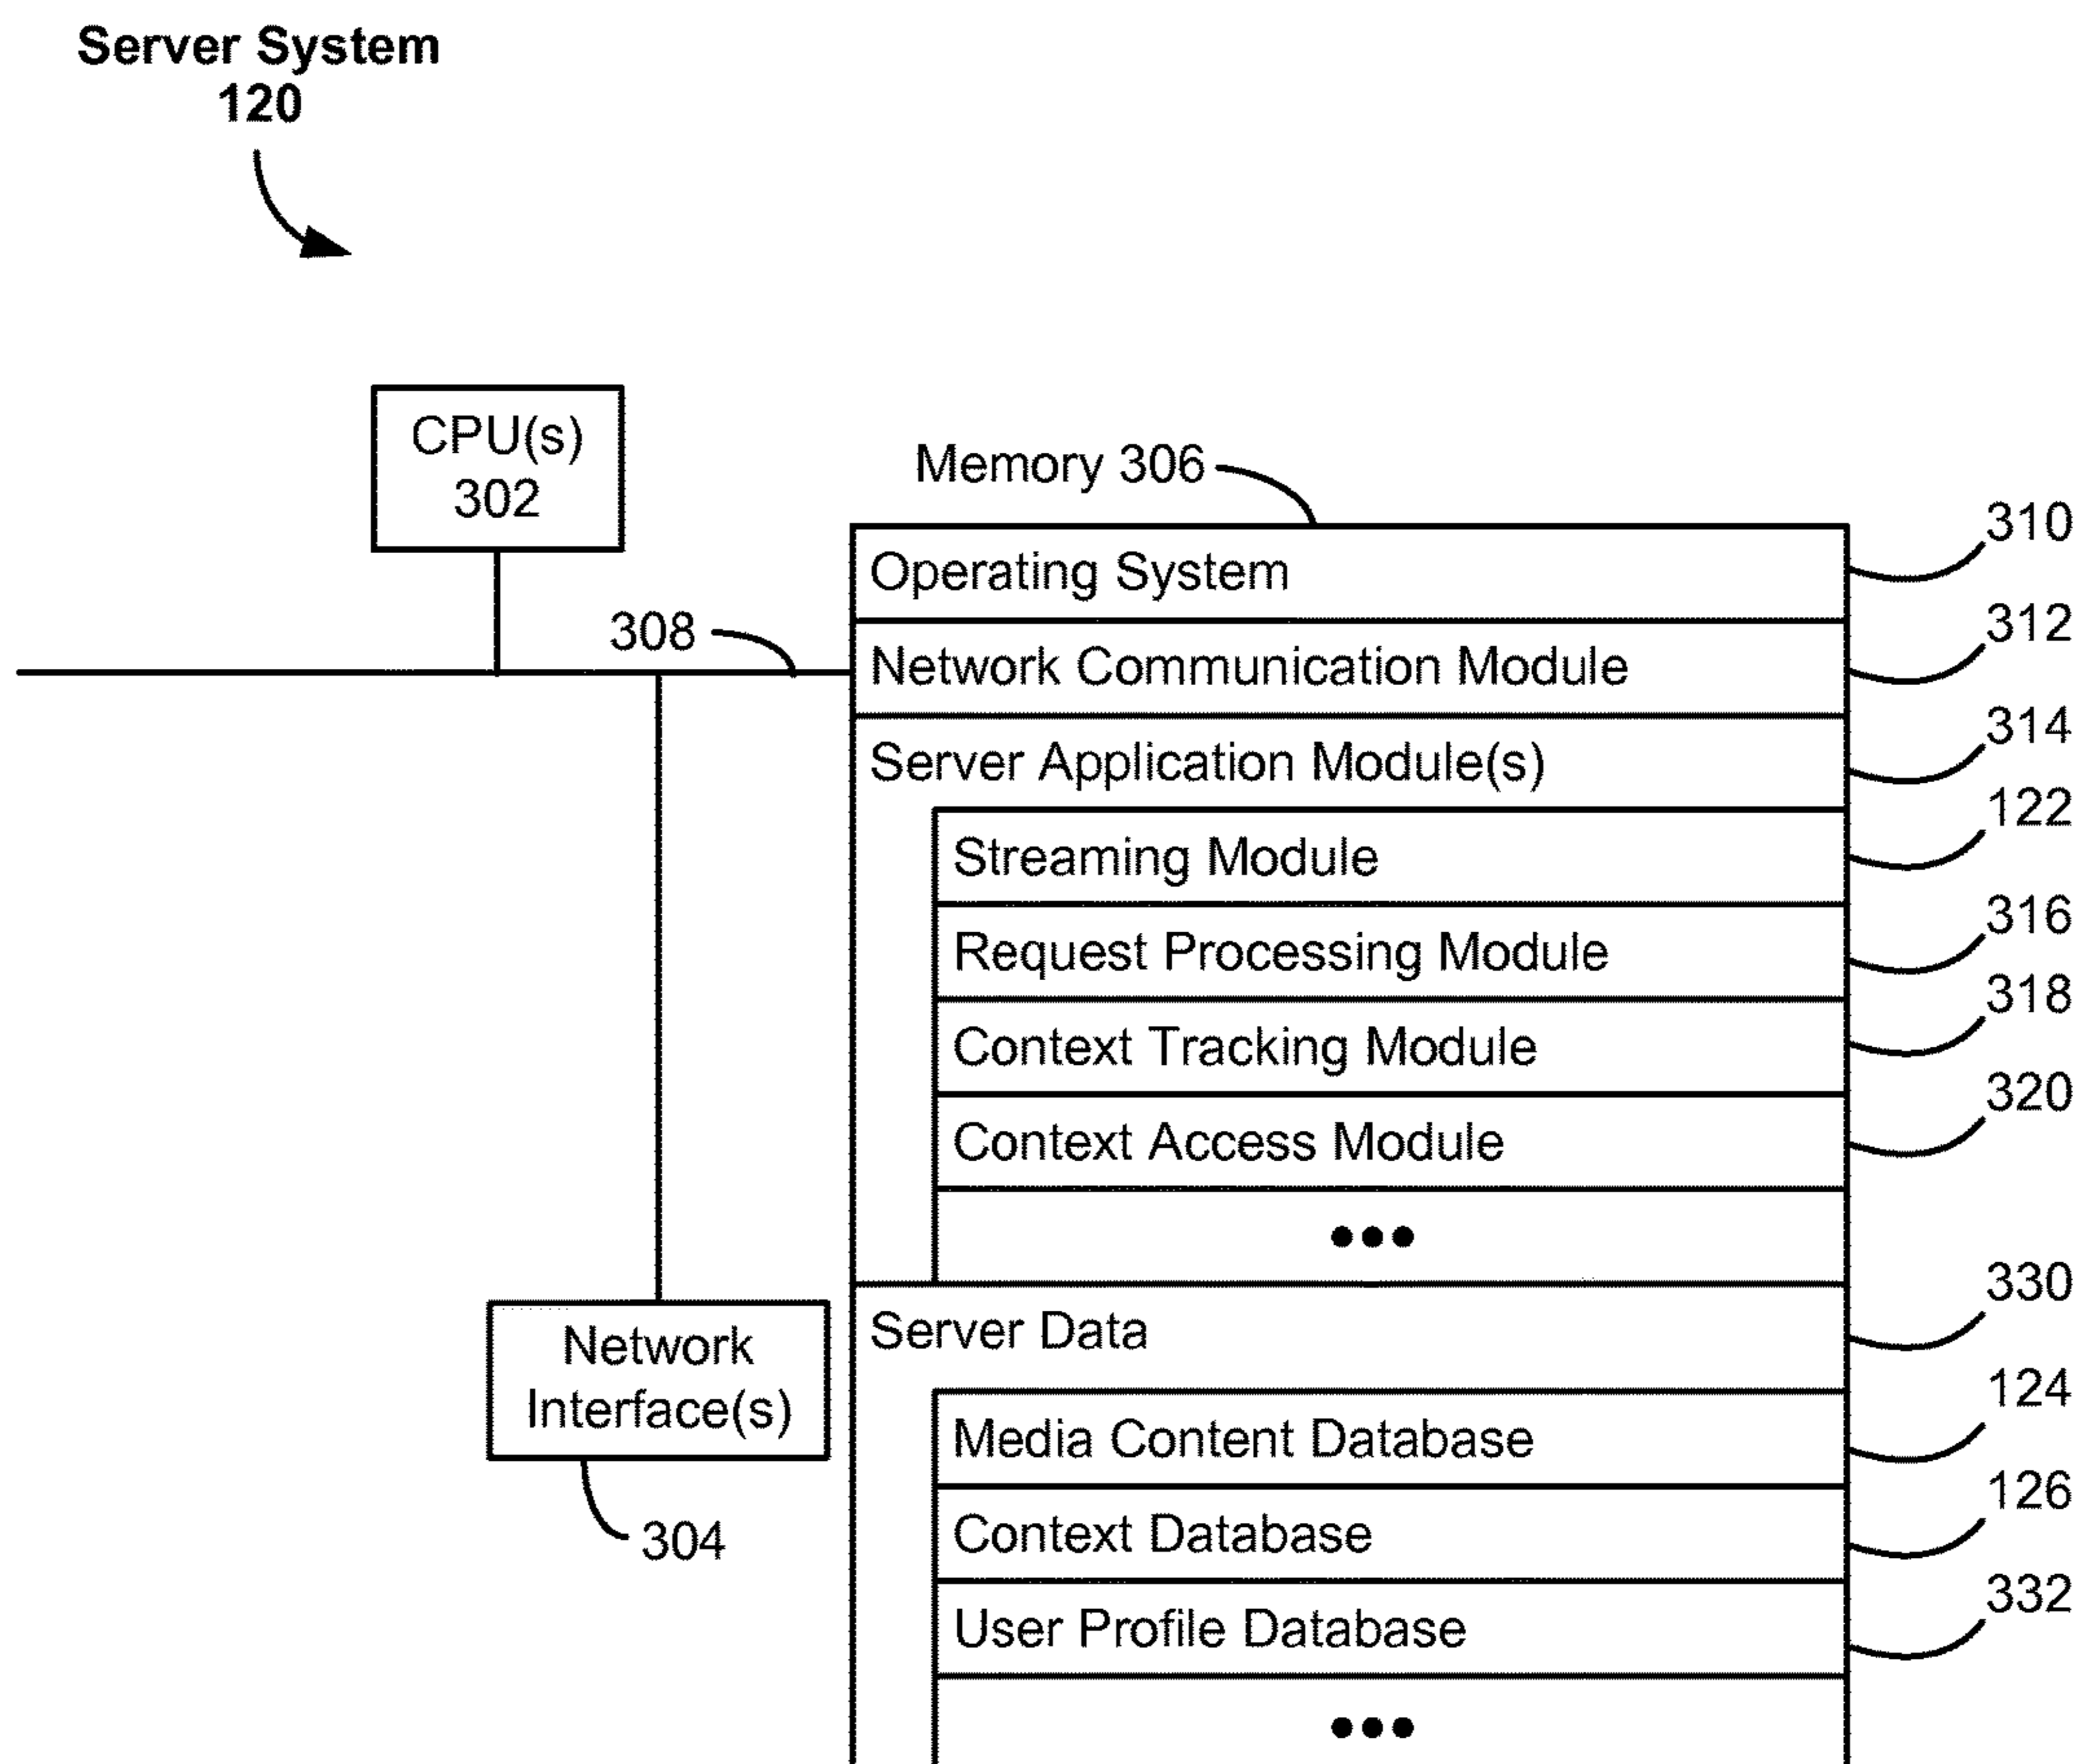 Server System
120
CPU(s)
302
Memory 306
310
Operating System
308
312
Network Communication Module
314
Server Application Module(s)
122
Streaming Module
316
Request Processing Module
318
Context Tracking Module
320
Context Access Module
•••
330
Server Data
Network
Interface(s)
304
124
Media Content Database
126
Context Database
332
User Profile Database
•••